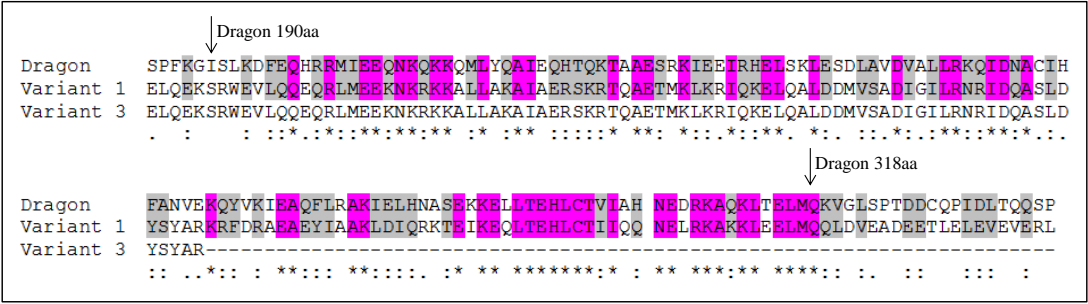 Dragon 190aa
Dragon SPFKGISLKDFEQHRRMIEEQNKQKKQMLYQAIEQHTQKTAAESRKIEEIRHELSKLESDLAVDVALLRKQIDNACIH
Variant 1 ELQEKSRWEVLQQEQRLMEEKNKRKKALLAKAIAERSKRTQAETMKLKRIQKELQALDDMVSADIGILRNRIDQASLD
Variant 3 ELQEKSRWEVLQQEQRLMEEKNKRKKALLAKAIAERSKRTQAETMKLKRIQKELQALDDMVSADIGILRNRIDQASLD
. : ::*. *::**:**:** :* :** :::::* **: *:: *::** *:. ::.*:.:**::**:*.:.
Dragon 318aa
Dragon FANVEKQYVKIEAQFLRAKIELHNASEKKELLTEHLCTVIAH NEDRKAQKLTELMQKVGLSPTDDCQPIDLTQQSP
Variant 1 YSYARKRFDRAEAEYIAAKLDIQRKTEIKEQLTEHLCTIIQQ NELRKAKKLEELMQQLDVEADEETLELEVEVERL
Variant 3 YSYAR----------------------------------------------------------------------
:: ..*:: : **::: **::::. :* ** *******:* : ** ***:** ****:: :. :: ::: :